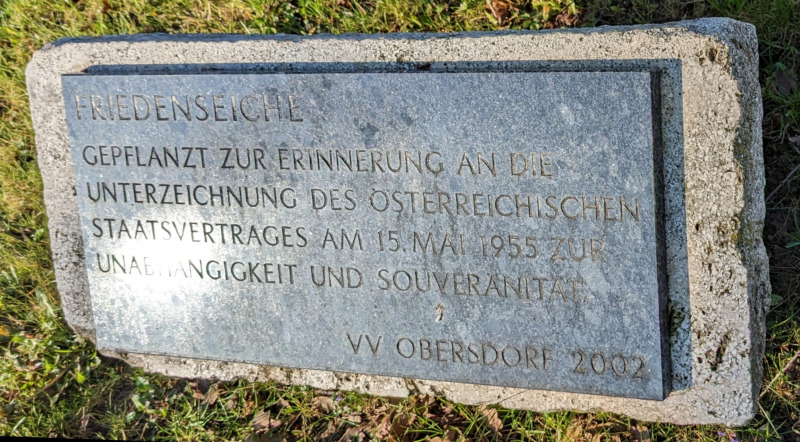 FRIEDENSEICHE
GEPFLANZT ZUR ERINNERUNG AN DIE
UNTERZEICHNUNG DES ÖSTERREICHISCHEN
STAATSVERTRAGES AM 15. MAI 1955 ZUR
UNABHÄNGIGKEIT UND SOUVERANITÄT.
VV OBERSDORF 2002